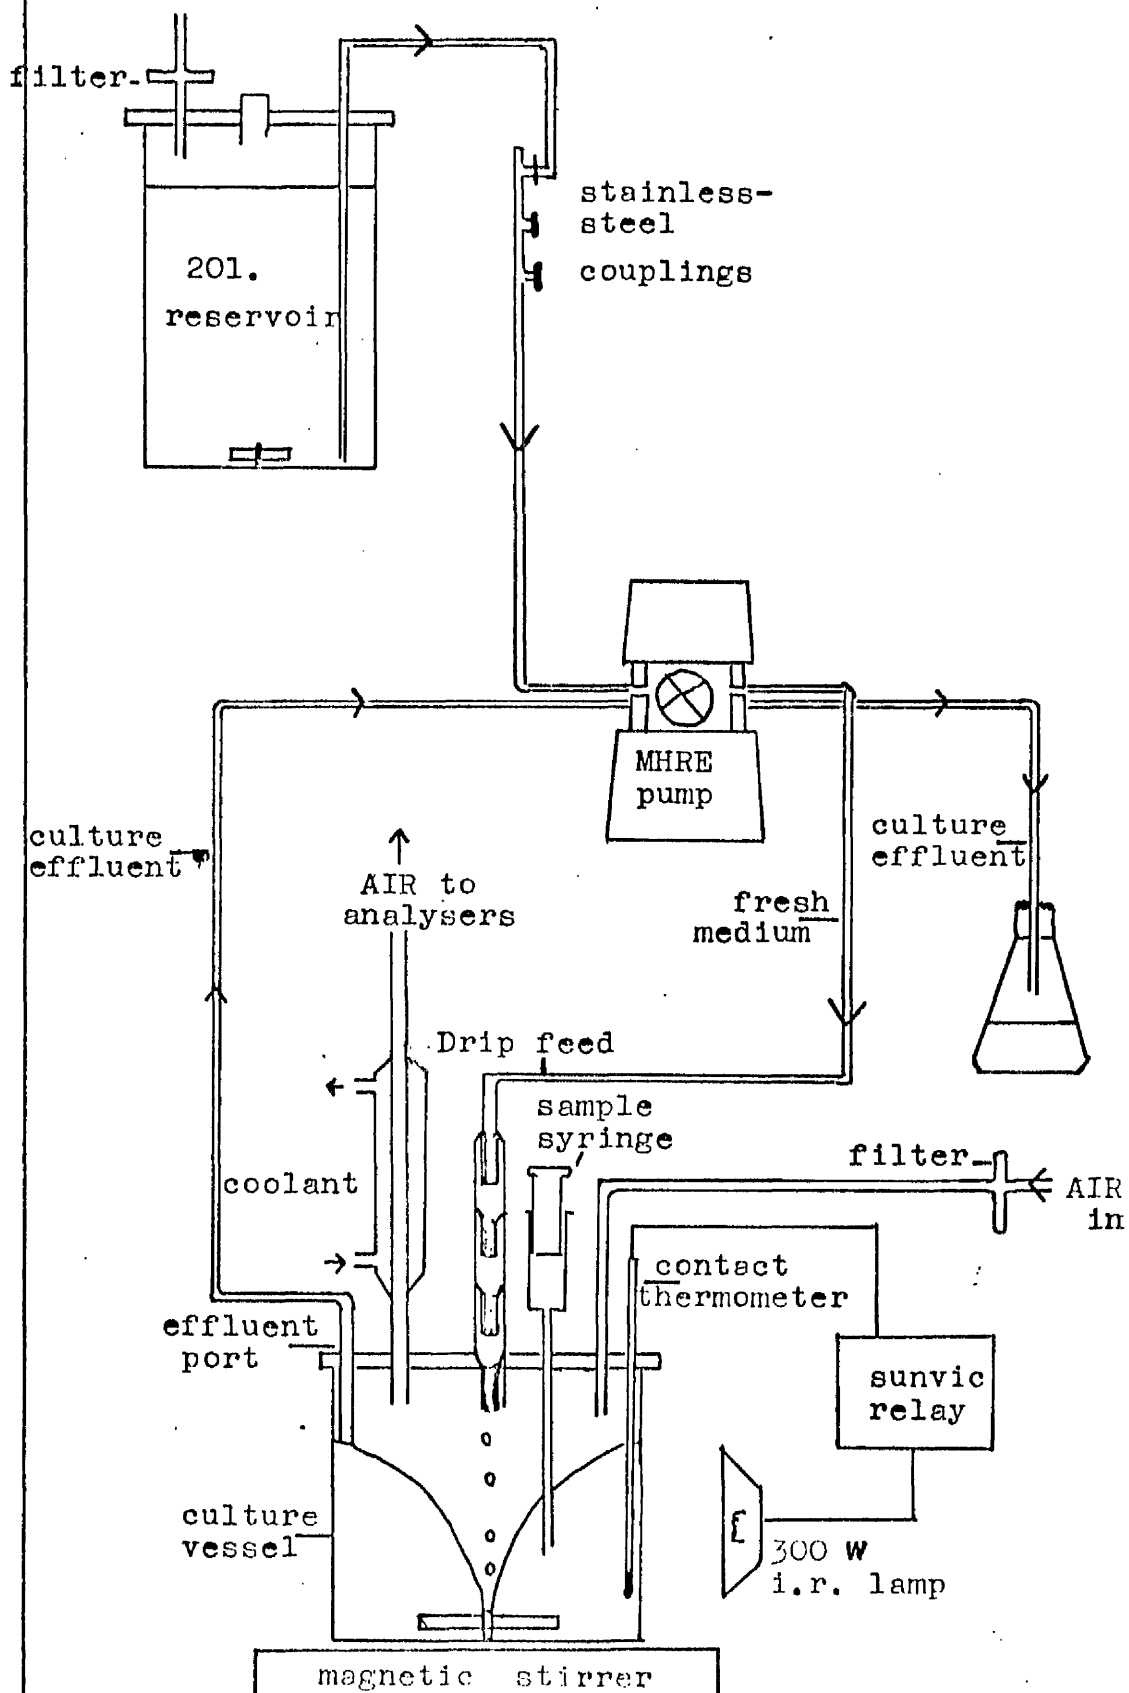 filter
stainless-
steel
couplings
20l.
reservoir
MHRE
pump
culture
effluent
culture
effluent
AIR to
analysers
fresh
medium
Drip feed
sample
syringe
filter
AIR
in
coolant
contact
thermometer
effluent
port
sunvic
relay
culture
vessel
300 W
i.r. lamp
magnetic stirrer